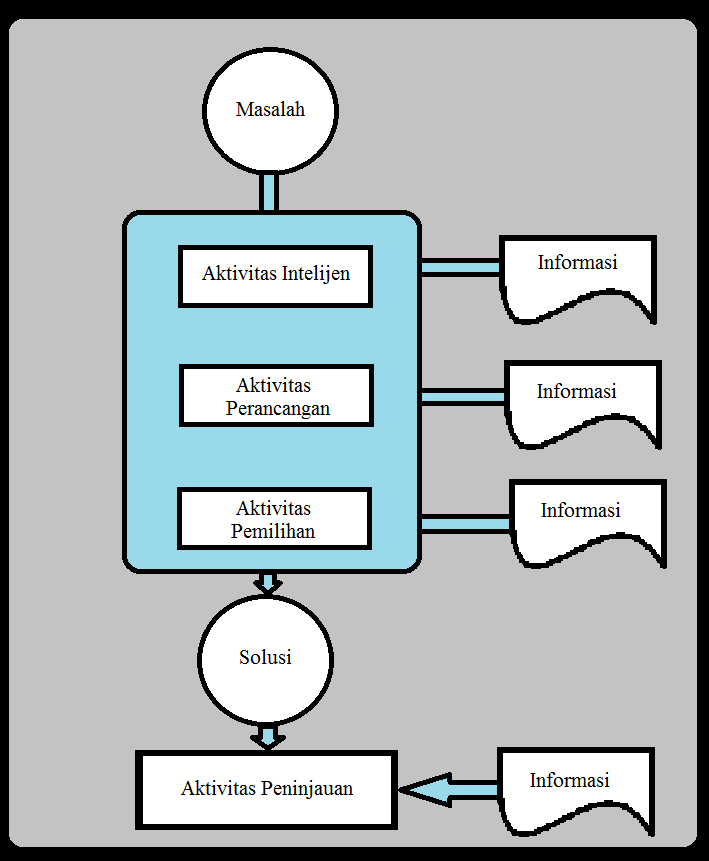 Masalah
Aktivitas Intelijen
Informasi
Aktivitas
Perancangan
Informasi
Aktivitas
Pemilihan
Informasi
Solusi
Aktivitas Peninjauan
Informasi